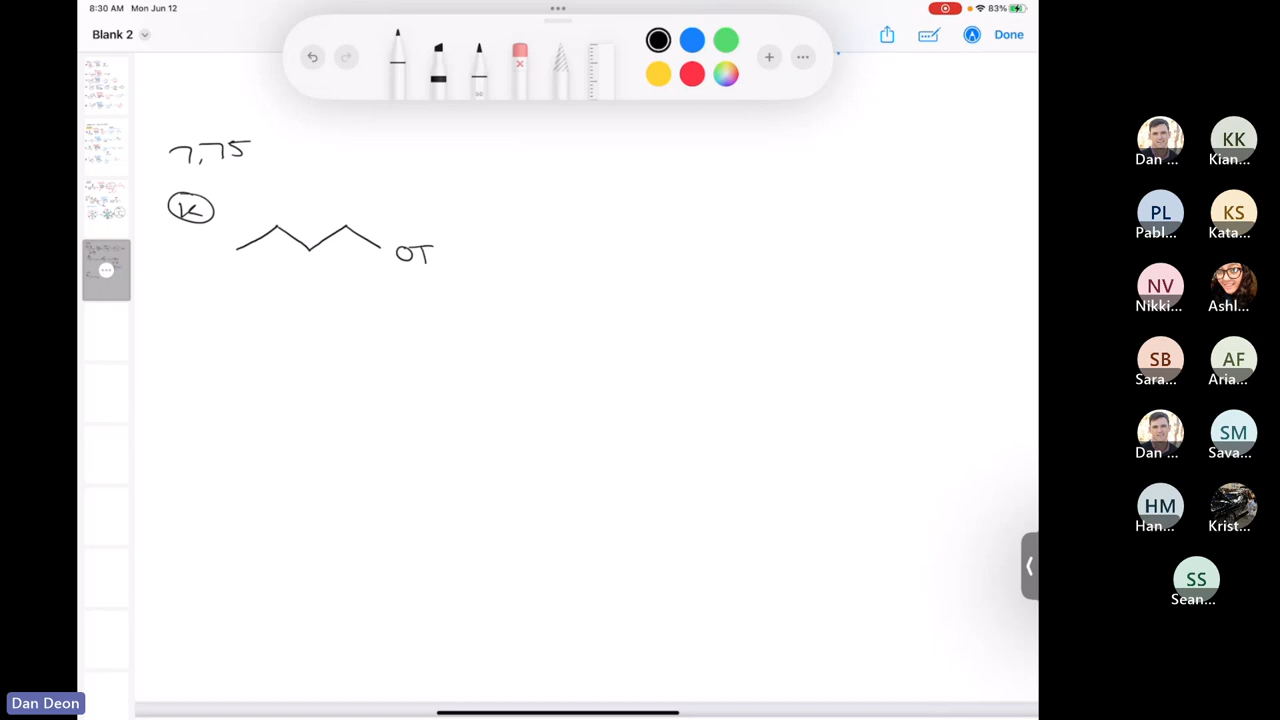 8:30 AM Mon Jun 12
83%
Blank 2
Done
7.75
K
OT
Dan ...
KK
Kian...
PL
Pabl...
KS
Kata...
NV
Nikki...
Ashl...
SB
Sara...
AF
Aria...
Dan ...
SM
Sava...
HM
Han...
Krist...
SS
Sean...
Dan Deon